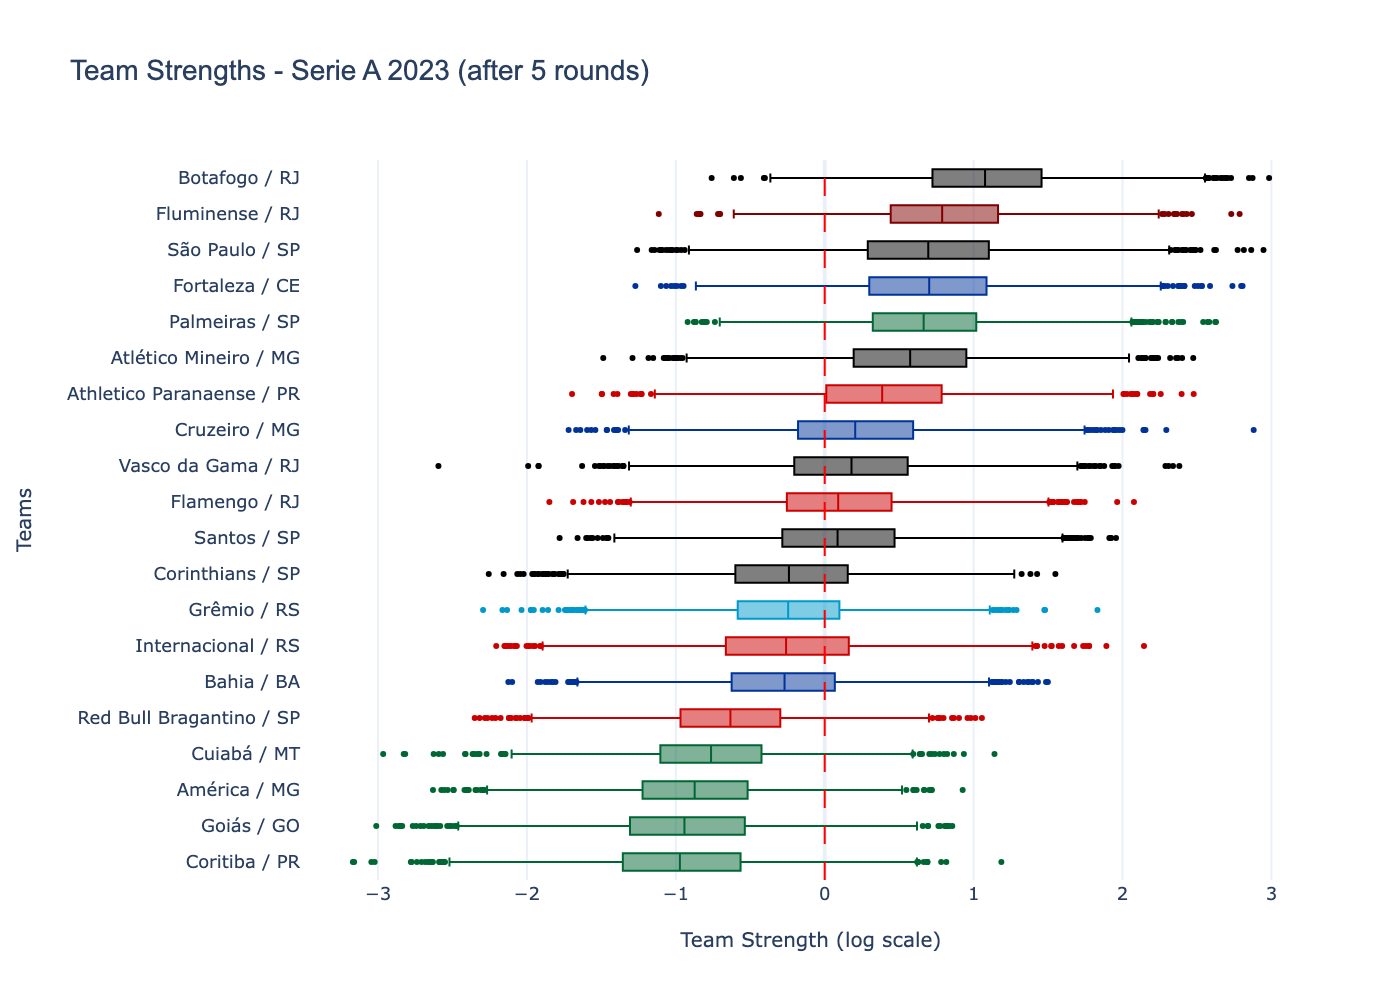 Team Strengths - Serie A 2023 (after 5 rounds)
Botafogo / RJ
Fluminense / RJ
São Paulo / SP
Fortaleza / CE
Palmeiras / SP
Atlético Mineiro / MG
Athletico Paranaense / PR
Cruzeiro / MG
Vasco da Gama / RJ
Flamengo / RJ
Santos / SP
Corinthians / SP
Grêmio / RS
Internacional / RS
Bahia / BA
Red Bull Bragantino / SP
Cuiabá / MT
América / MG
Goiás / GO
Coritiba / PR
Teams
−3 −2 −1 0 1 2 3
Team Strength (log scale)